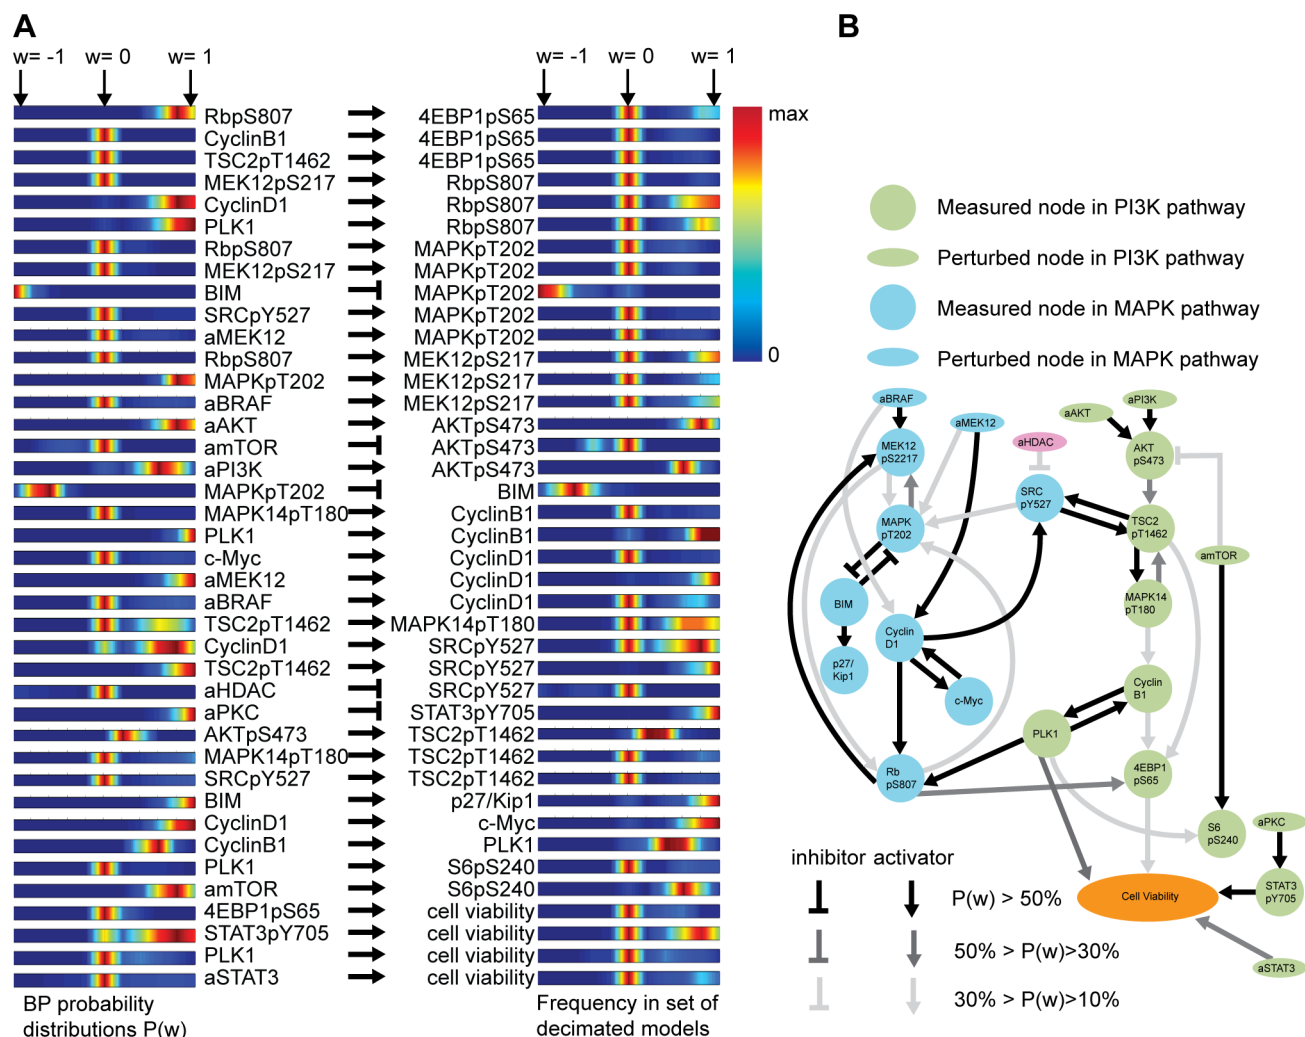 A
B
w= -1 w= 0 w= 1
w= -1 w= 0 w= 1
RbpS807 4EBP1pS65
CyclinB1 4EBP1pS65
TSC2pT1462 4EBP1pS65
MEK12pS217 RbpS807
CyclinD1 RbpS807
PLK1 RbpS807
RbpS807 MAPKpT202
MEK12pS217 MAPKpT202
BIM MAPKpT202
SRCpY527 MAPKpT202
aMEK12 MAPKpT202
RbpS807 MEK12pS217
MAPKpT202 MEK12pS217
aBRAF MEK12pS217
aAKT AKTpS473
amTOR AKTpS473
aPI3K AKTpS473
MAPKpT202 BIM
MAPK14pT180 CyclinB1
PLK1 CyclinB1
c-Myc CyclinD1
aMEK12 CyclinD1
aBRAF CyclinD1
TSC2pT1462 MAPK14pT180
CyclinD1 SRCpY527
TSC2pT1462 SRCpY527
aHDAC SRCpY527
aPKC STAT3pY705
AKTpS473 TSC2pT1462
MAPK14pT180 TSC2pT1462
SRCpY527 TSC2pT1462
BIM p27/Kip1
CyclinD1 c-Myc
CyclinB1 PLK1
PLK1 S6pS240
amTOR S6pS240
4EBP1pS65 cell viability
STAT3pY705 cell viability
PLK1 cell viability
aSTAT3 cell viability
BP probability
distributions P(w)
Frequency in set of
decimated models
max
0
Measured node in PI3K pathway
Perturbed node in PI3K pathway
Measured node in MAPK pathway
Perturbed node in MAPK pathway
aBRAF
aPI3K
aAKT
aMEK12
aHDAC
MEK12
pS2217
AKT
pS473
SRC
pY527
MAPK
pT202
TSC2
pT1462
amTOR
BIM
MAPK14
pT180
Cyclin
D1
p27/
Kip1
c-Myc
Cyclin
B1
PLK1
Rb
pS807
4EBP1
pS65
S6
pS240
aPKC
STAT3
pY705
Cell Viability
aSTAT3
inhibitor activator
P(w) > 50%
50% > P(w)>30%
30% > P(w)>10%